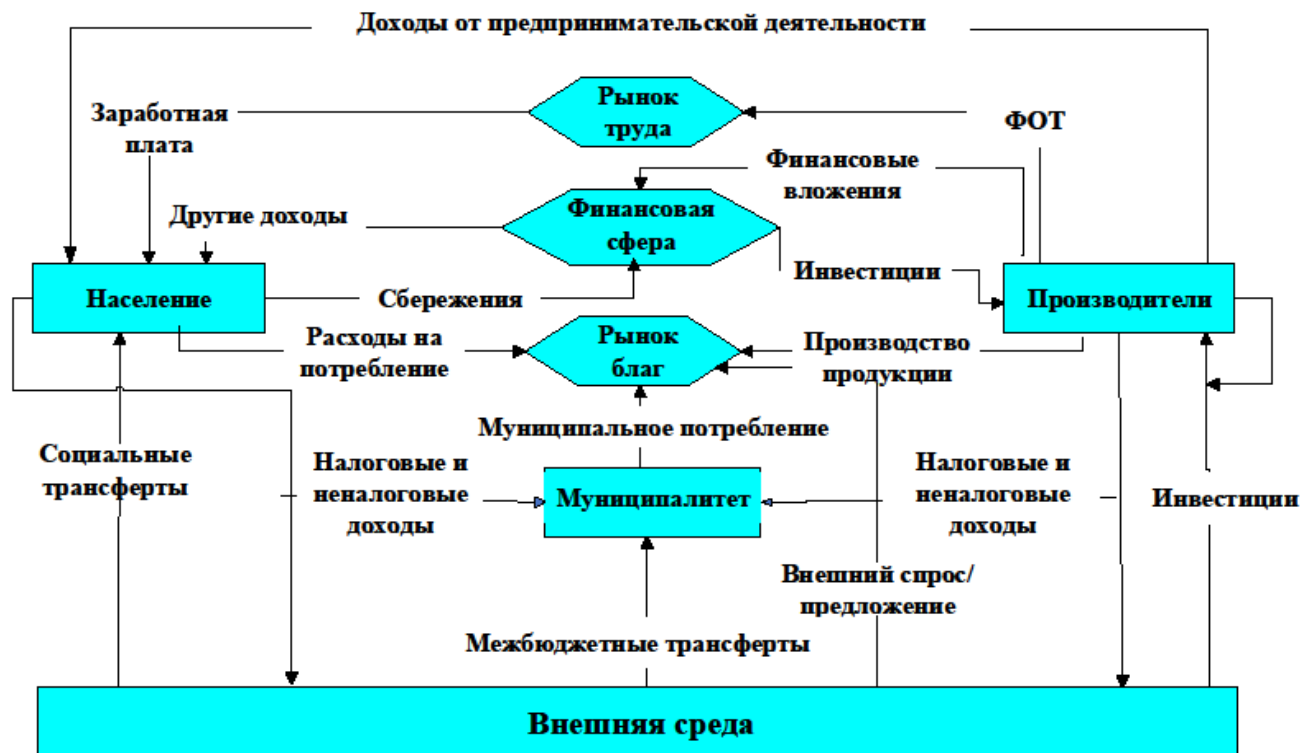 Доходы от предпринимательской деятельности
Рынок
труда
Заработная
плата
ФОТ
Финансовые
вложения
Другие доходы
Финансовая
сфера
Инвестиции
Население
Сбережения
Производители
Расходы на
потребление
Рынок
благ
Производство
продукции
Муниципальное потребление
Социальные
трансферты
Налоговые и
неналоговые
доходы
Муниципалитет
Налоговые и
неналоговые
доходы
Инвестиции
Внешний спрос/
предложение
Межбюджетные трансферты
Внешняя среда